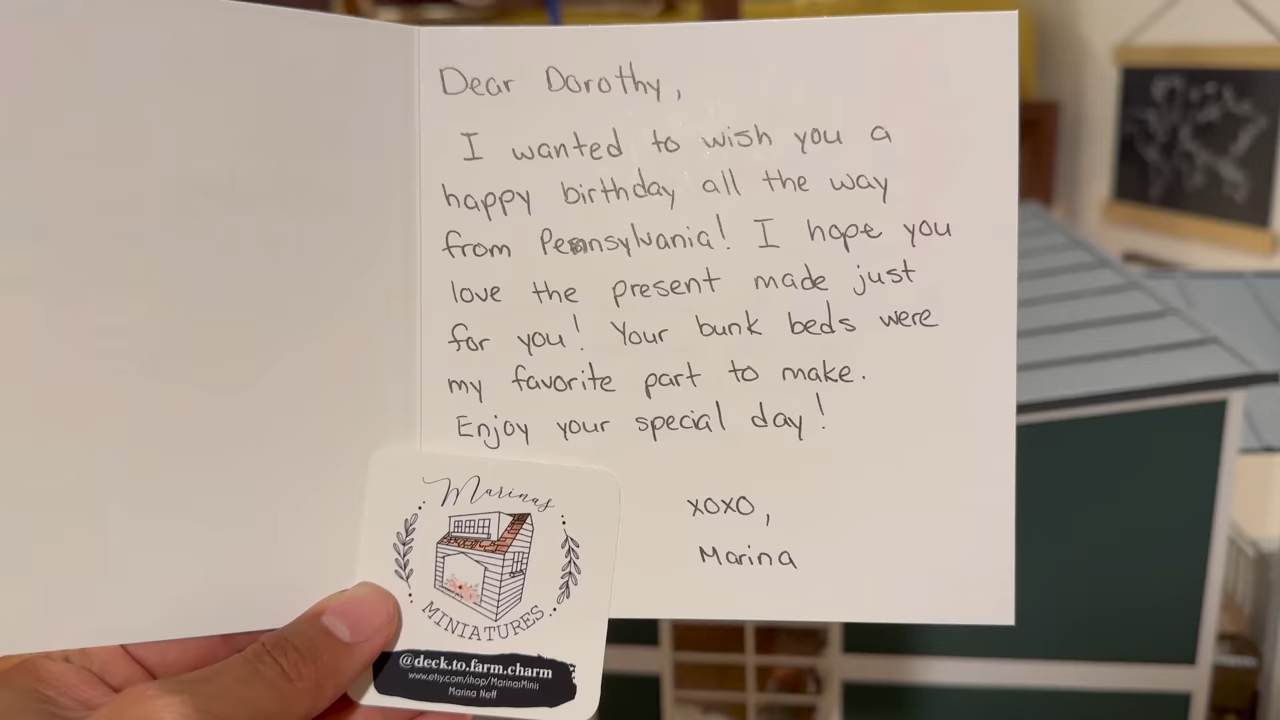 Dear Dorothy,
I wanted to wish you a
happy birthday all the way
from Pennsylvania! I hope you
love the present made just
for you! Your bunk beds were
my favorite part to make.
Enjoy your special day!
xoxo,
Marina
Marinas
MINIATURES
@deck.to.farm.charm
www.etsy.com/shop/MarinasMinis
Marina Neff